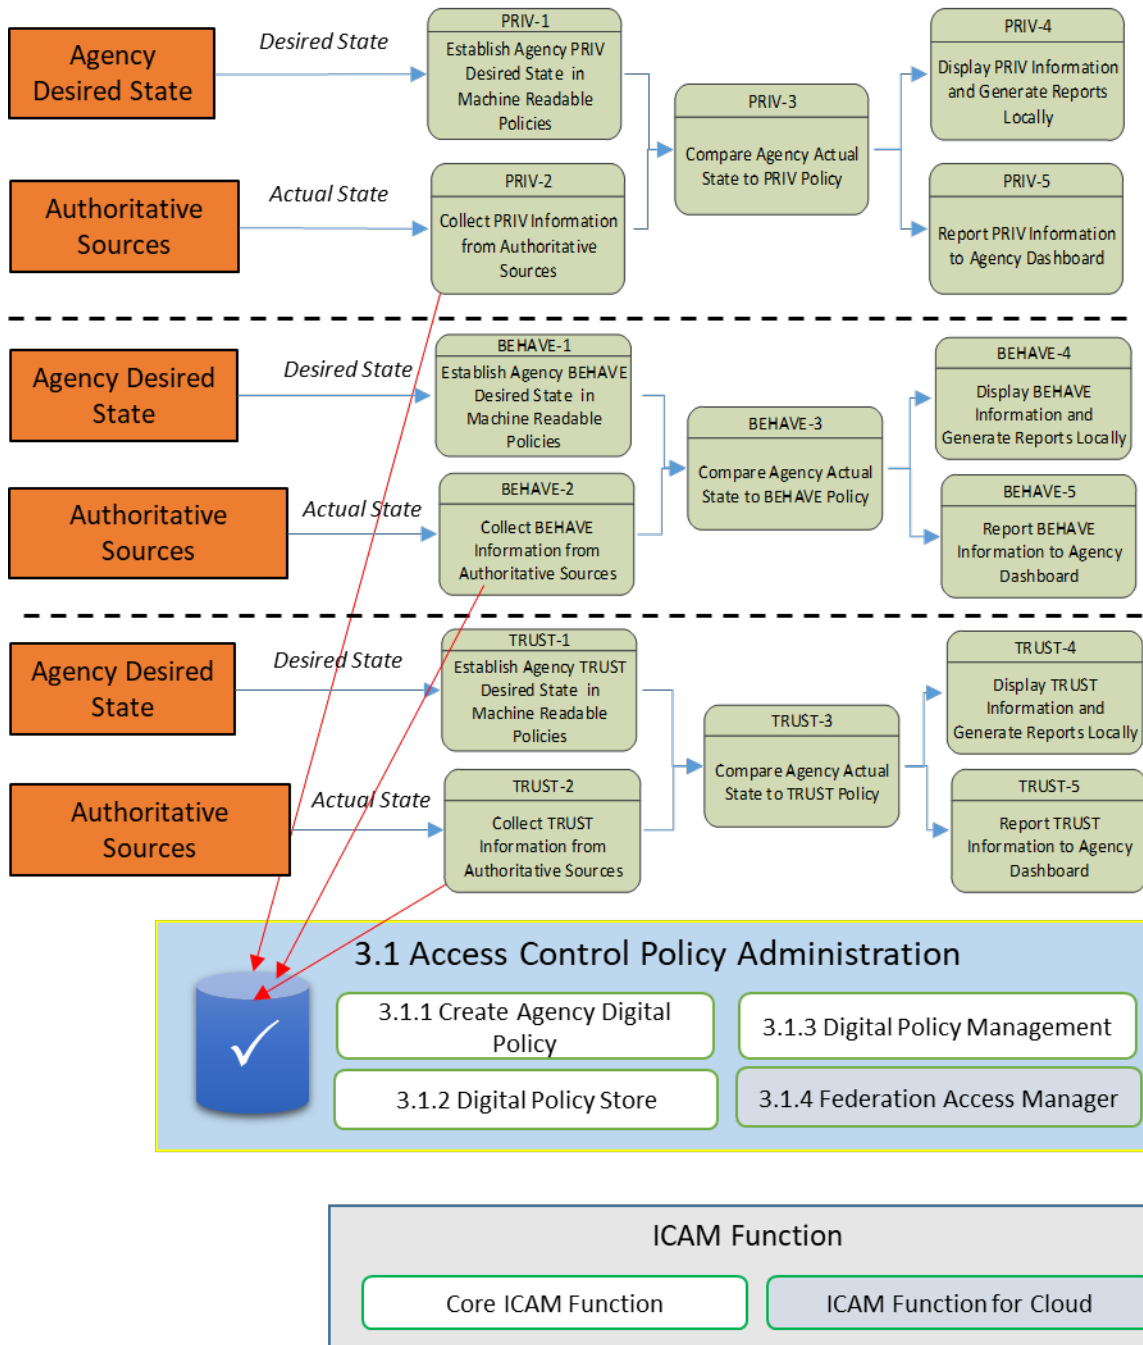 Agency
Desired State
Desired State
PRIV-1
Establish Agency PRIV
Desired State in
Machine Readable
Policies
PRIV-3
Compare Agency Actual
State to PRIV Policy
PRIV-4
Display PRIV Information
and Generate Reports
Locally
Authoritative
Sources
Actual State
PRIV-2
Collect PRIV Information
from Authoritative
Sources
PRIV-5
Report PRIV Information
to Agency Dashboard
Agency Desired
State
Desired State
BEHAVE-1
Establish Agency BEHAVE
Desired State in
Machine Readable
Policies
BEHAVE-3
Compare Agency Actual
State to BEHAVE Policy
BEHAVE-4
Display BEHAVE
Information and
Generate Reports Locally
Authoritative
Sources
Actual State
BEHAVE-2
Collect BEHAVE
Information from
Authoritative Sources
BEHAVE-5
Report BEHAVE
Information to Agency
Dashboard
Agency Desired
State
Desired State
TRUST-1
Establish Agency TRUST
Desired State in
Machine Readable
Policies
TRUST-3
Compare Agency Actual
State to TRUST Policy
TRUST-4
Display TRUST
Information and
Generate Reports Locally
Authoritative
Sources
Actual State
TRUST-2
Collect TRUST
Information from
Authoritative Sources
TRUST-5
Report TRUST
Information to Agency
Dashboard
3.1 Access Control Policy Administration
3.1.1 Create Agency Digital
Policy
3.1.3 Digital Policy Management
3.1.2 Digital Policy Store
3.1.4 Federation Access Manager
ICAM Function
Core ICAM Function
ICAM Function for Cloud